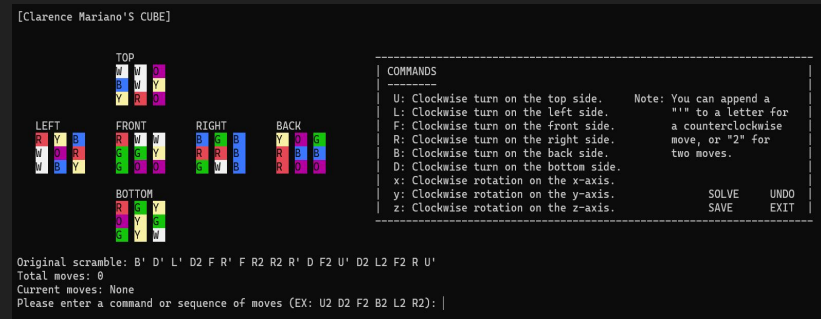 [Clarence Mariano'S CUBE]
TOP
W W O
B W Y
Y R O
LEFT FRONT RIGHT BACK
R Y B R W W B G B Y O G
W O R G G Y R R B R B B
W B Y G O O G W B R O O
BOTTOM
R G Y
O Y G
G Y W
COMMANDS
--------
U: Clockwise turn on the top side. Note: You can append a
L: Clockwise turn on the left side. "'" to a letter for
F: Clockwise turn on the front side. a counterclockwise
R: Clockwise turn on the right side. move, or "2" for
B: Clockwise turn on the back side. two moves.
D: Clockwise turn on the bottom side.
x: Clockwise rotation on the x-axis.
y: Clockwise rotation on the y-axis. SOLVE UNDO
z: Clockwise rotation on the z-axis. SAVE EXIT
Original scramble: B' D' L' D2 F R' F R2 R2 R' D F2 U' D2 L2 F2 R U'
Total moves: 0
Current moves: None
Please enter a command or sequence of moves (EX: U2 D2 F2 B2 L2 R2):